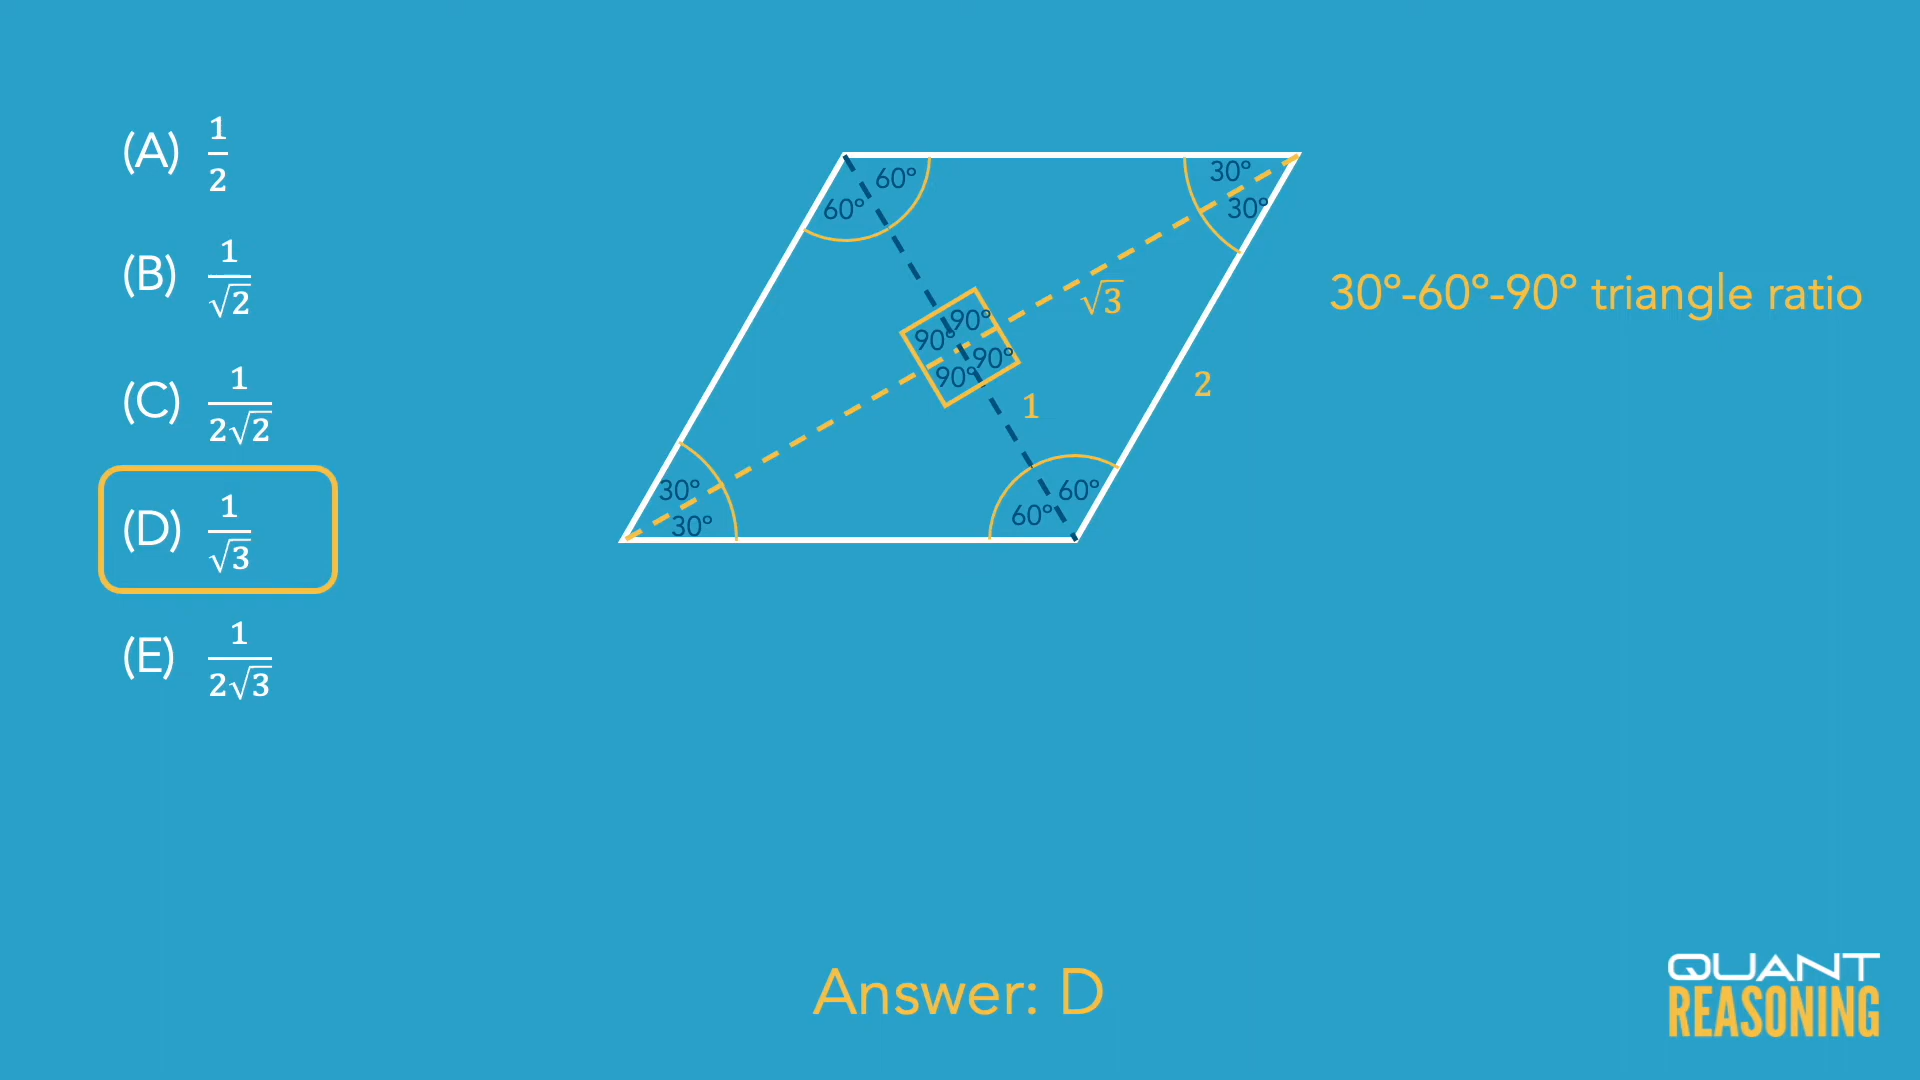 (A) 1/2
(B) 1/√2
(C) 1/2√2
(D) 1/√3
(E) 1/2√3
60°
60°
30°
30°
90°
90°
90°
90°
√3
1
2
30°
30°
60°
60°
30°-60°-90° triangle ratio
Answer: D
QUANT
REASONING